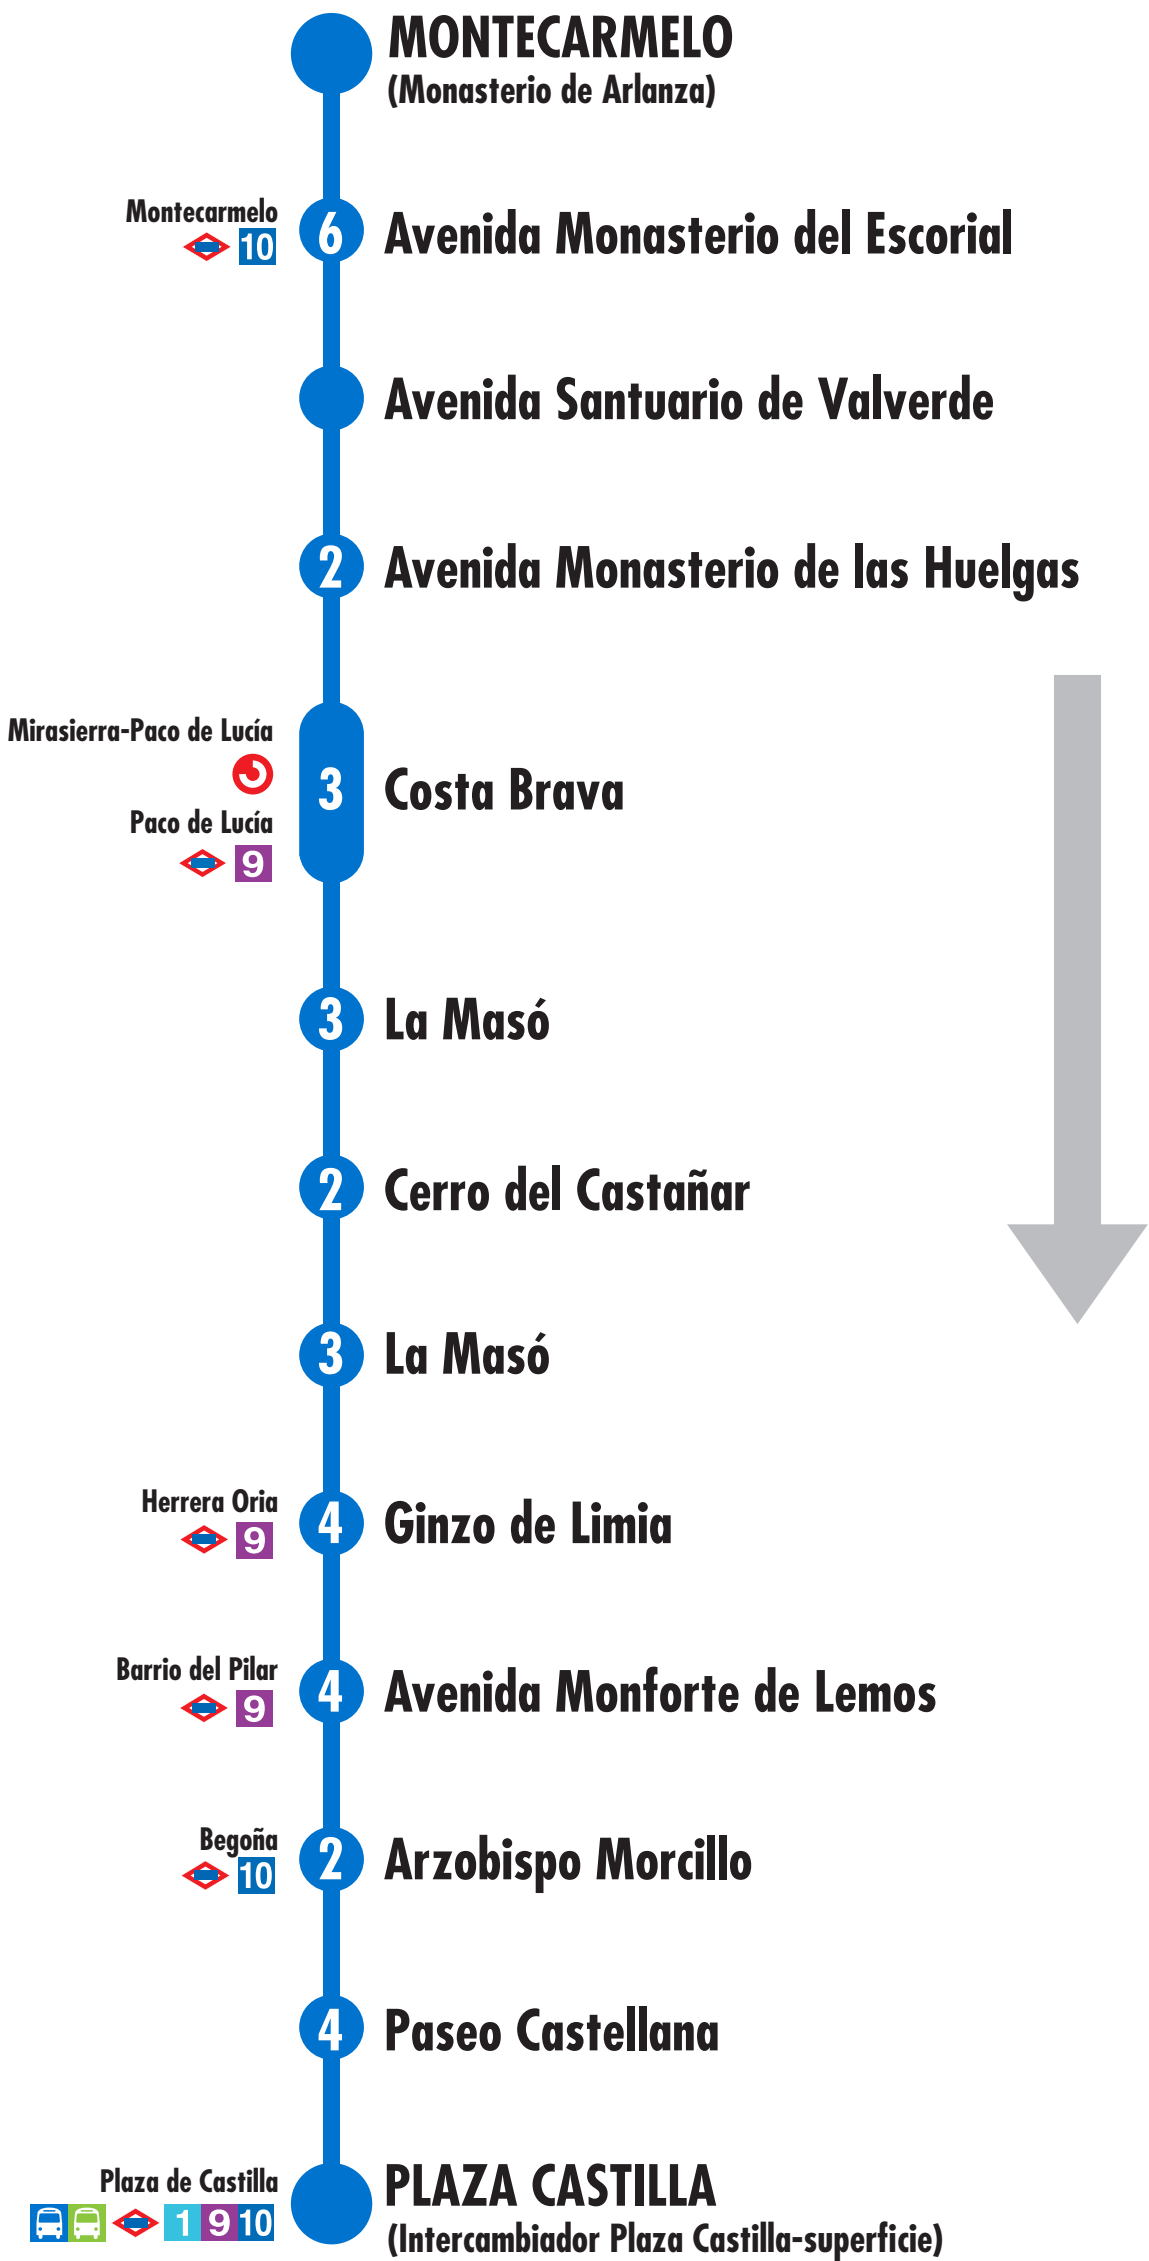 MONTECARMELO
(Monasterio de Arlanza)
Montecarmelo
10
6
Avenida Monasterio del Escorial
Avenida Santuario de Valverde
2
Avenida Monasterio de las Huelgas
Mirasierra-Paco de Lucía
Paco de Lucía
9
3
Costa Brava
3
La Masó
2
Cerro del Castañar
3
La Masó
Herrera Oria
9
4
Ginzo de Limia
Barrio del Pilar
9
4
Avenida Monforte de Lemos
Begoña
10
2
Arzobispo Morcillo
4
Paseo Castellana
Plaza de Castilla
1 9 10
PLAZA CASTILLA
(Intercambiador Plaza Castilla-superficie)